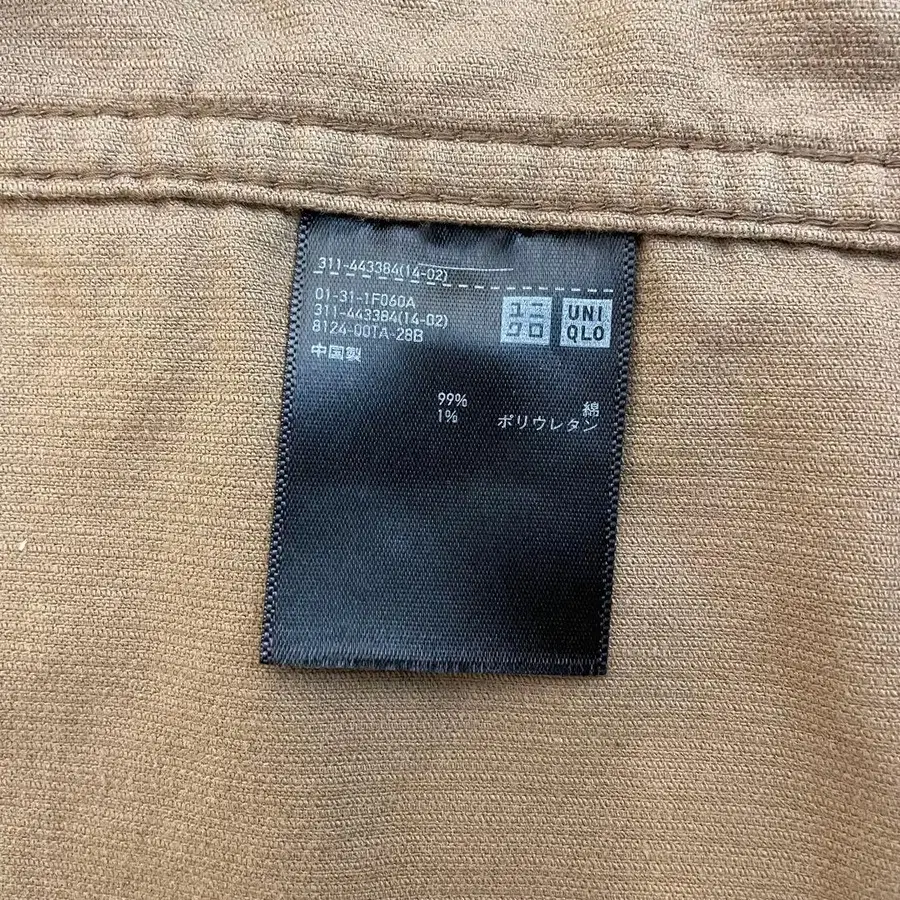 311-443384(14-02)
01-31-1F060A
311-443384(14-02)
8124-00TA-28B
中国製
ユニ
クロ
UNI
QLO
99% 綿
1% ポリウレタン